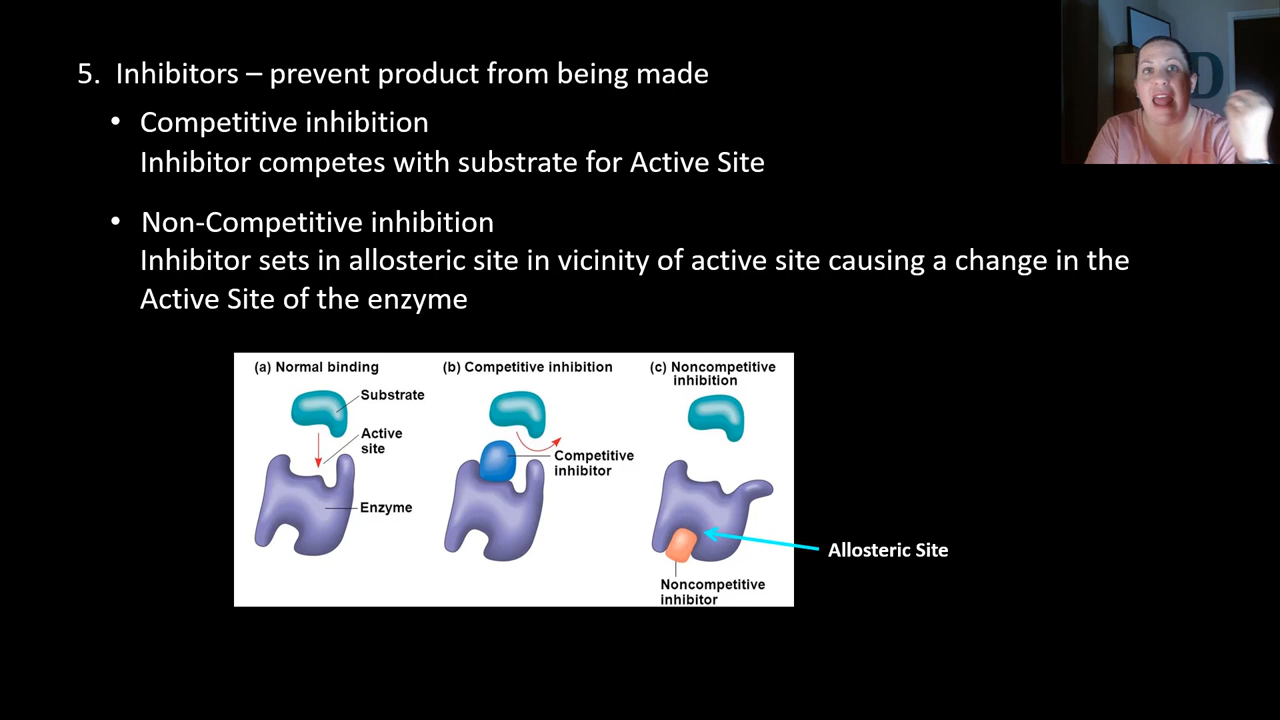 5. Inhibitors – prevent product from being made
• Competitive inhibition
Inhibitor competes with substrate for Active Site
• Non-Competitive inhibition
Inhibitor sets in allosteric site in vicinity of active site causing a change in the
Active Site of the enzyme
(a) Normal binding
Substrate
Active
site
Enzyme
(b) Competitive inhibition
Competitive
inhibitor
(c) Noncompetitive
inhibition
Noncompetitive
inhibitor
Allosteric Site
D